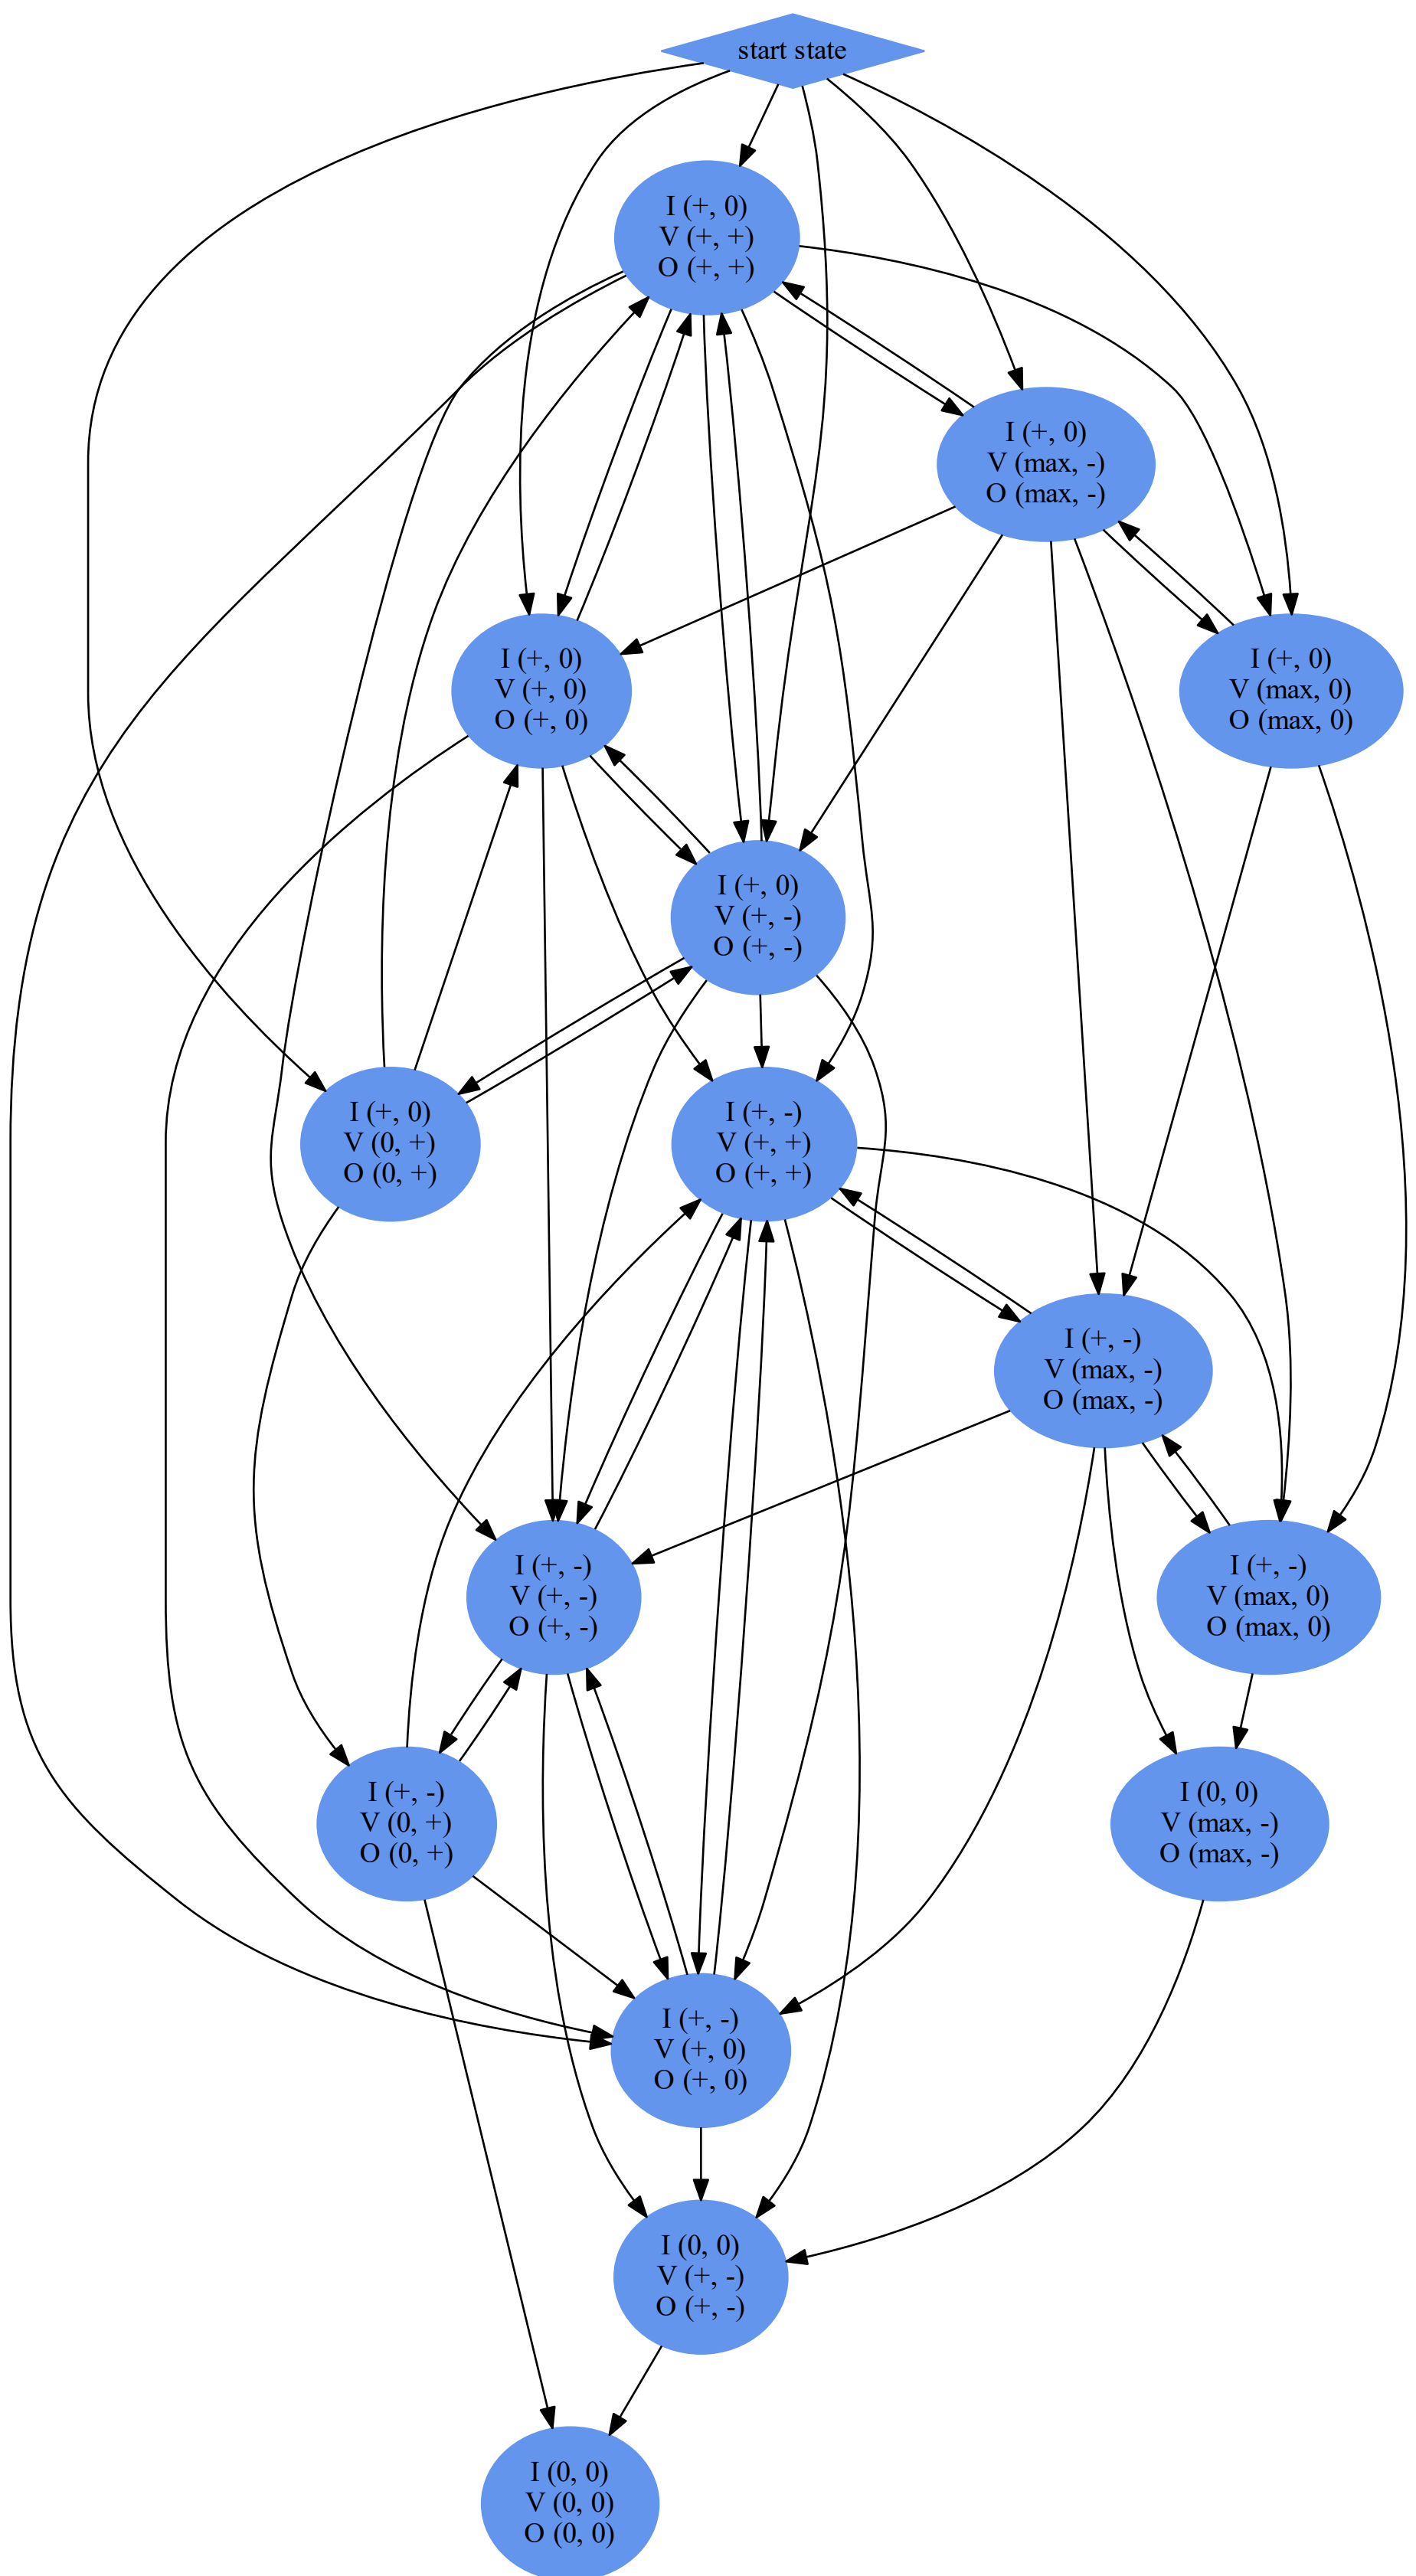 start state
I (+, 0)
V (+, +)
O (+, +)
I (+, 0)
V (max, -)
O (max, -)
I (+, 0)
V (+, 0)
O (+, 0)
I (+, 0)
V (max, 0)
O (max, 0)
I (+, 0)
V (+, -)
O (+, -)
I (+, 0)
V (0, +)
O (0, +)
I (+, -)
V (+, +)
O (+, +)
I (+, -)
V (max, -)
O (max, -)
I (+, -)
V (+, -)
O (+, -)
I (+, -)
V (max, 0)
O (max, 0)
I (+, -)
V (0, +)
O (0, +)
I (0, 0)
V (max, -)
O (max, -)
I (+, -)
V (+, 0)
O (+, 0)
I (0, 0)
V (+, -)
O (+, -)
I (0, 0)
V (0, 0)
O (0, 0)